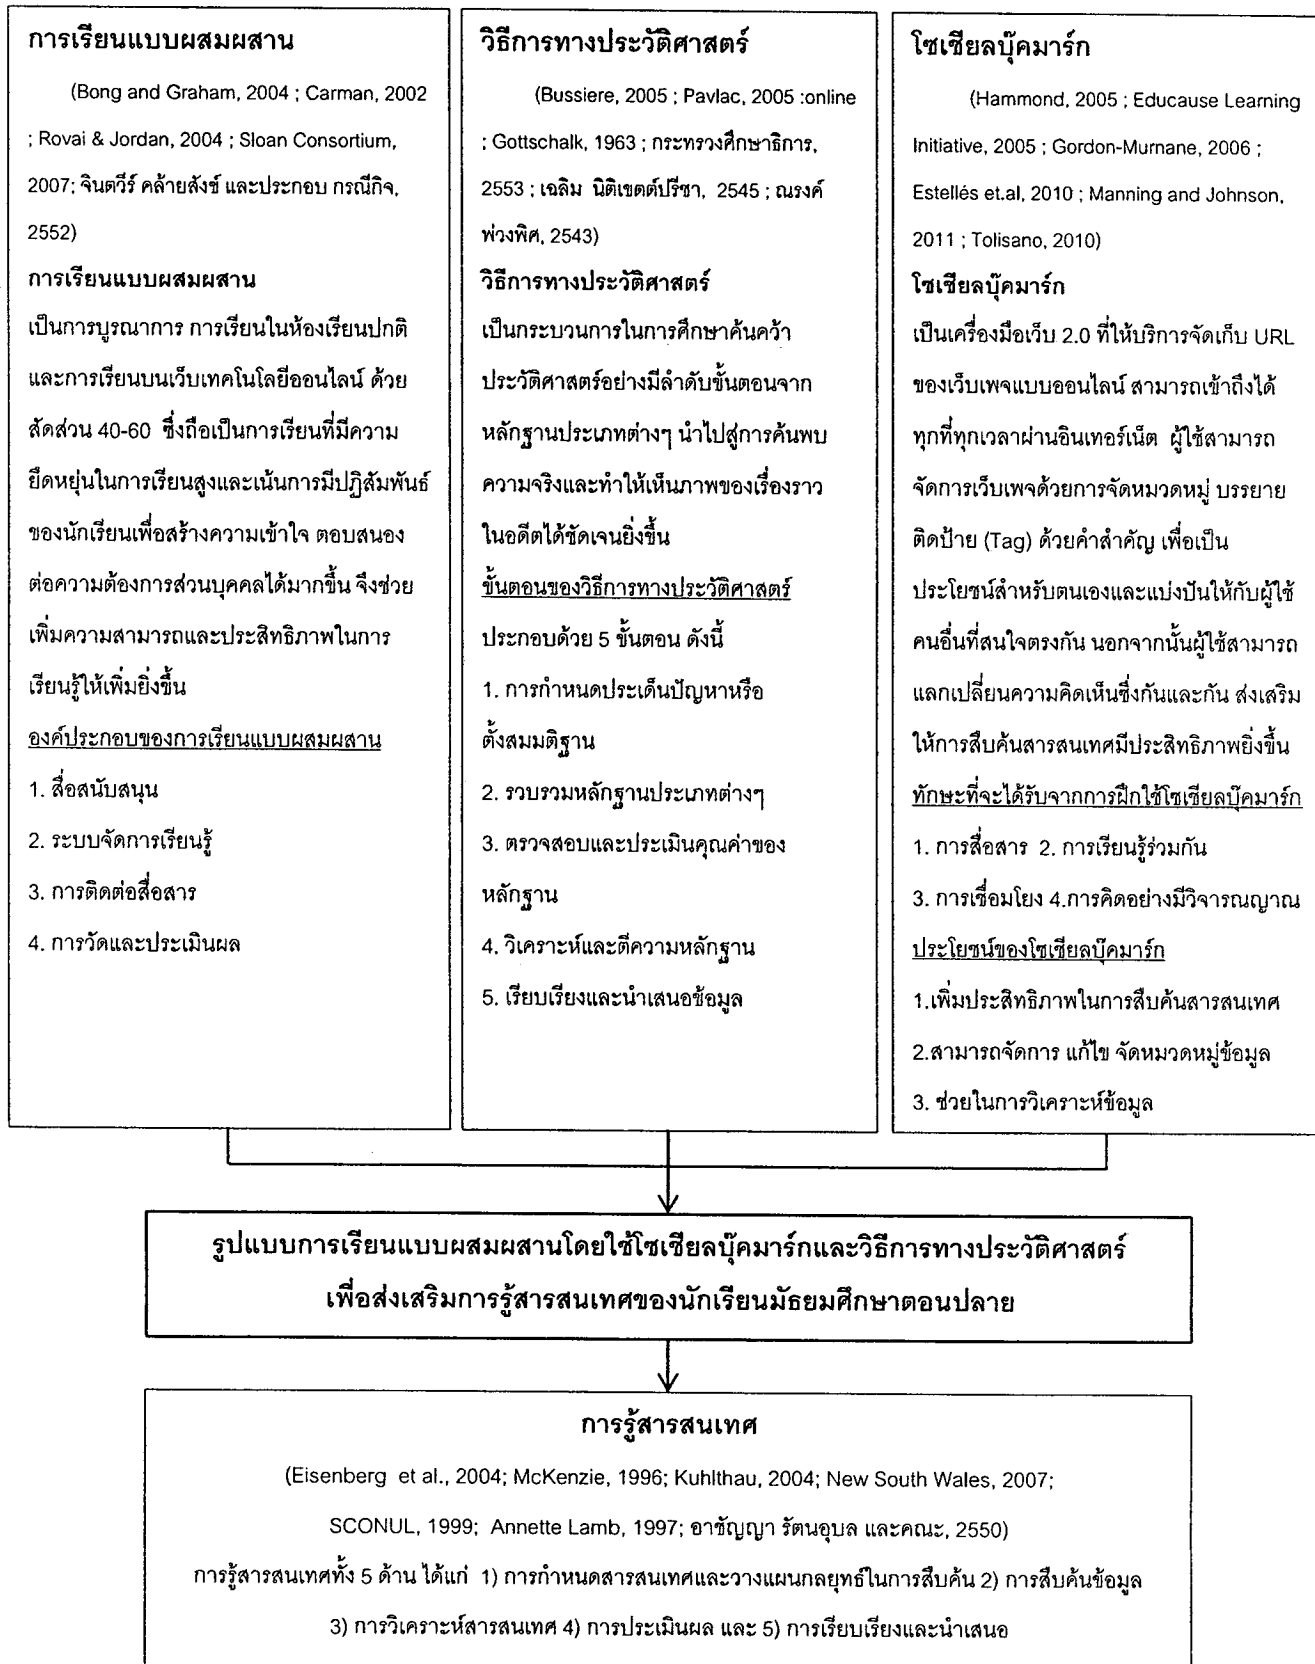 การเรียนแบบผสมผสาน
(Bong and Graham, 2004 ; Carman, 2002
; Rovai & Jordan, 2004 ; Sloan Consortium,
2007; จินตวีร์ คล้ายสังข์ และประกอบ กรณีกิจ,
2552)
การเรียนแบบผสมผสาน
เป็นการบูรณาการ การเรียนในห้องเรียนปกติ
และการเรียนบนเว็บเทคโนโลยีออนไลน์ ด้วย
สัดส่วน 40-60 ซึ่งถือเป็นการเรียนที่มีความ
ยืดหยุ่นในการเรียนสูงและเน้นการมีปฏิสัมพันธ์
ของนักเรียนเพื่อสร้างความเข้าใจ ตอบสนอง
ต่อความต้องการส่วนบุคคลได้มากขึ้น จึงช่วย
เพิ่มความสามารถและประสิทธิภาพในการ
เรียนรู้ให้เพิ่มยิ่งขึ้น
องค์ประกอบของการเรียนแบบผสมผสาน
1. สื่อสนับสนุน
2. ระบบจัดการเรียนรู้
3. การติดต่อสื่อสาร
4. การวัดและประเมินผล
วิธีการทางประวัติศาสตร์
(Bussiere, 2005 ; Pavlac, 2005 :online
; Gottschalk, 1963 ; กระทรวงศึกษาธิการ,
2553 ; เฉลิม นิติเขตต์ปรีชา, 2545 ; ณรงค์
พ่วงพิศ, 2543)
วิธีการทางประวัติศาสตร์
เป็นกระบวนการในการศึกษาค้นคว้า
ประวัติศาสตร์อย่างมีลำดับขั้นตอนจาก
หลักฐานประเภทต่างๆ นำไปสู่การค้นพบ
ความจริงและทำให้เห็นภาพของเรื่องราว
ในอดีตได้ชัดเจนยิ่งขึ้น
ขั้นตอนของวิธีการทางประวัติศาสตร์
ประกอบด้วย 5 ขั้นตอน ดังนี้
1. การกำหนดประเด็นปัญหาหรือ
ตั้งสมมติฐาน
2. รวบรวมหลักฐานประเภทต่างๆ
3. ตรวจสอบและประเมินคุณค่าของ
หลักฐาน
4. วิเคราะห์และตีความหลักฐาน
5. เรียบเรียงและนำเสนอข้อมูล
โซเชียลบุ๊คมาร์ก
(Hammond, 2005 ; Educause Learning
Initiative, 2005 ; Gordon-Murnane, 2006 ;
Estellés et.al, 2010 ; Manning and Johnson,
2011 ; Tolisano, 2010)
โซเชียลบุ๊คมาร์ก
เป็นเครื่องมือเว็บ 2.0 ที่ให้บริการจัดเก็บ URL
ของเว็บเพจแบบออนไลน์ สามารถเข้าถึงได้
ทุกที่ทุกเวลาผ่านอินเทอร์เน็ต ผู้ใช้สามารถ
จัดการเว็บเพจด้วยการจัดหมวดหมู่ บรรยาย
ติดป้าย (Tag) ด้วยคำสำคัญ เพื่อเป็น
ประโยชน์สำหรับตนเองและแบ่งปันให้กับผู้ใช้
คนอื่นที่สนใจตรงกัน นอกจากนั้นผู้ใช้สามารถ
แลกเปลี่ยนความคิดเห็นซึ่งกันและกัน ส่งเสริม
ให้การสืบค้นสารสนเทศมีประสิทธิภาพยิ่งขึ้น
ทักษะที่จะได้รับจากการฝึกใช้โซเชียลบุ๊คมาร์ก
1. การสื่อสาร 2. การเรียนรู้ร่วมกัน
3. การเชื่อมโยง 4.การคิดอย่างมีวิจารณญาณ
ประโยชน์ของโซเชียลบุ๊คมาร์ก
1.เพิ่มประสิทธิภาพในการสืบค้นสารสนเทศ
2.สามารถจัดการ แก้ไข จัดหมวดหมู่ข้อมูล
3. ช่วยในการวิเคราะห์ข้อมูล
รูปแบบการเรียนแบบผสมผสานโดยใช้โซเชียลบุ๊คมาร์กและวิธีการทางประวัติศาสตร์
เพื่อส่งเสริมการรู้สารสนเทศของนักเรียนมัธยมศึกษาตอนปลาย
การรู้สารสนเทศ
(Eisenberg et al., 2004; McKenzie, 1996; Kuhlthau, 2004; New South Wales, 2007;
SCONUL, 1999; Annette Lamb, 1997; อาชัญญา รัตนอุบล และคณะ, 2550)
การรู้สารสนเทศทั้ง 5 ด้าน ได้แก่ 1) การกำหนดสารสนเทศและวางแผนกลยุทธ์ในการสืบค้น 2) การสืบค้นข้อมูล
3) การวิเคราะห์สารสนเทศ 4) การประเมินผล และ 5) การเรียบเรียงและนำเสนอ